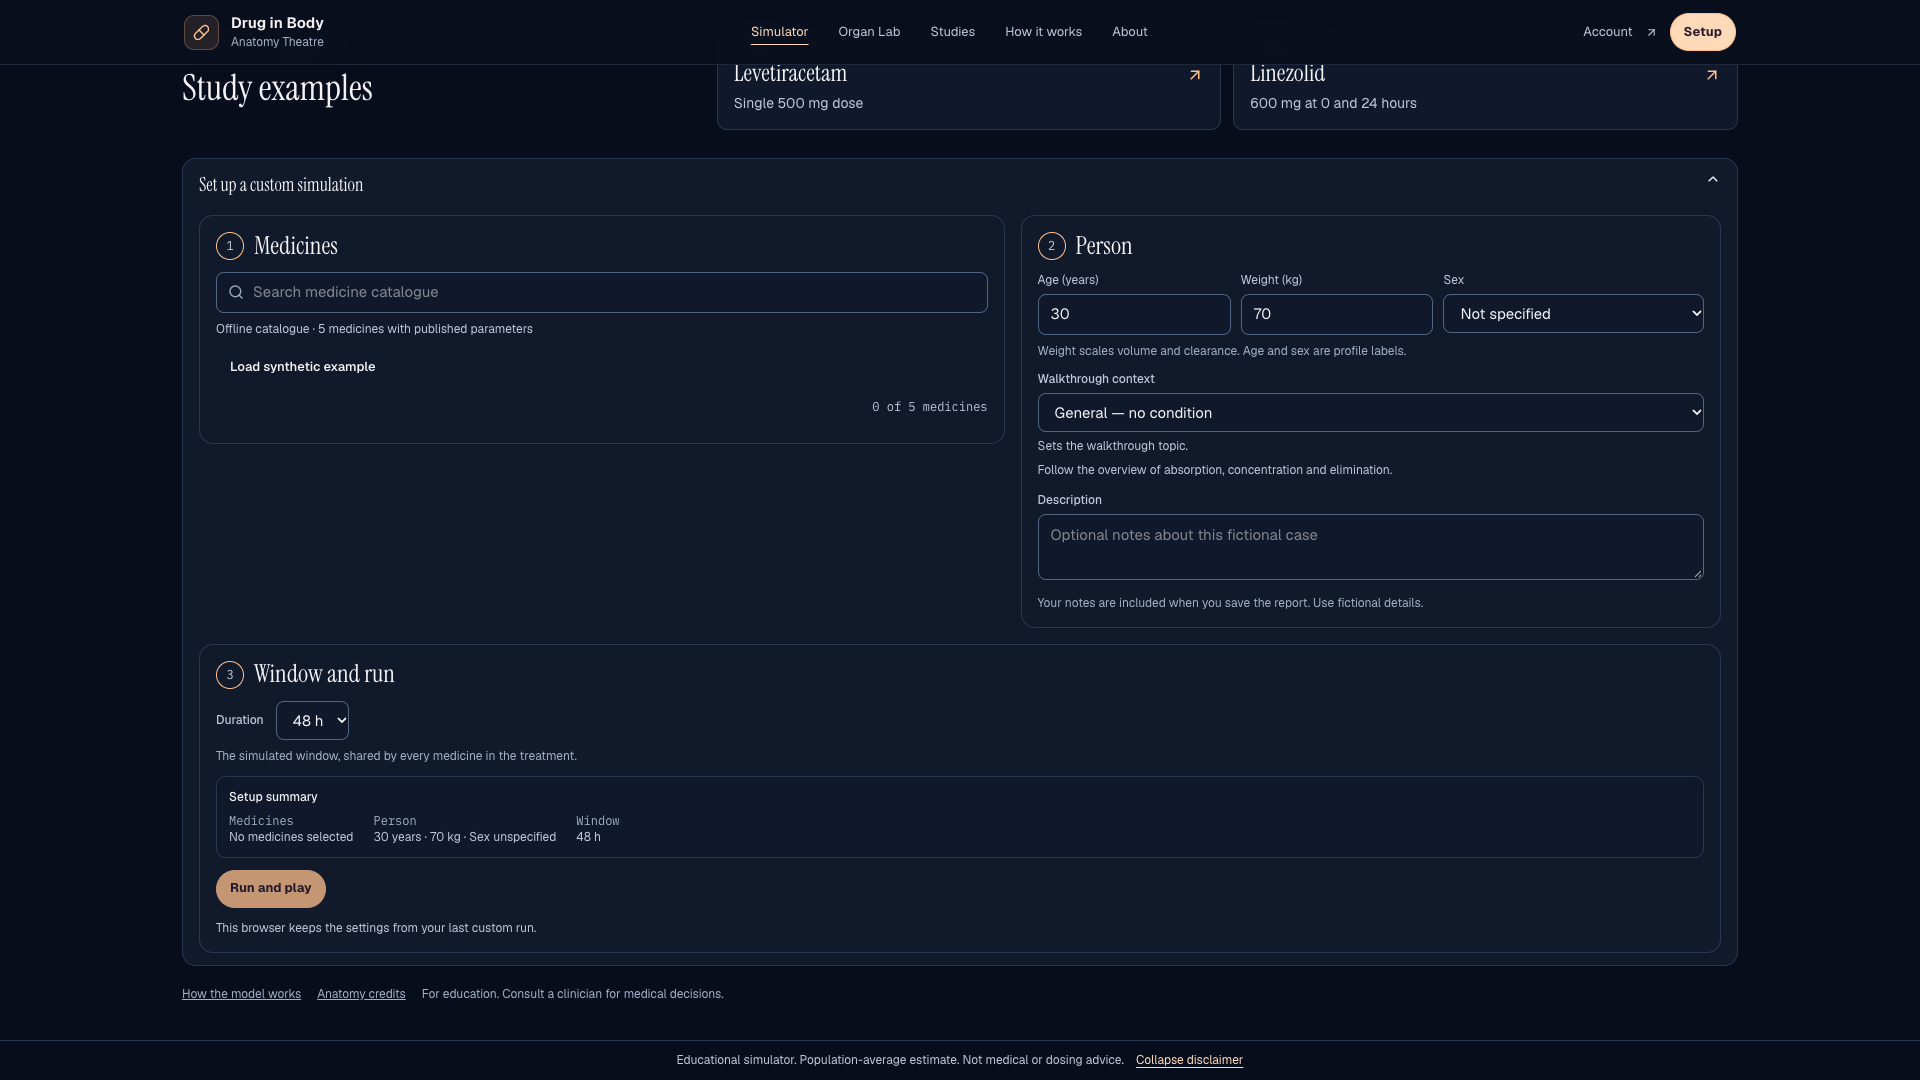 Drug in Body
Anatomy Theatre
Simulator
Organ Lab
Studies
How it works
About
Account
Setup
Study examples
Levetiracetam
Single 500 mg dose
Linezolid
600 mg at 0 and 24 hours
Set up a custom simulation
1 Medicines
Search medicine catalogue
Offline catalogue · 5 medicines with published parameters
Load synthetic example
0 of 5 medicines
2 Person
Age (years)
Weight (kg)
Sex
30
70
Not specified
Weight scales volume and clearance. Age and sex are profile labels.
Walkthrough context
General — no condition
Sets the walkthrough topic.
Follow the overview of absorption, concentration and elimination.
Description
Optional notes about this fictional case
Your notes are included when you save the report. Use fictional details.
3 Window and run
Duration 48 h
The simulated window, shared by every medicine in the treatment.
Setup summary
Medicines
No medicines selected
Person
30 years · 70 kg · Sex unspecified
Window
48 h
Run and play
This browser keeps the settings from your last custom run.
How the model works
Anatomy credits
For education. Consult a clinician for medical decisions.
Educational simulator. Population-average estimate. Not medical or dosing advice. Collapse disclaimer